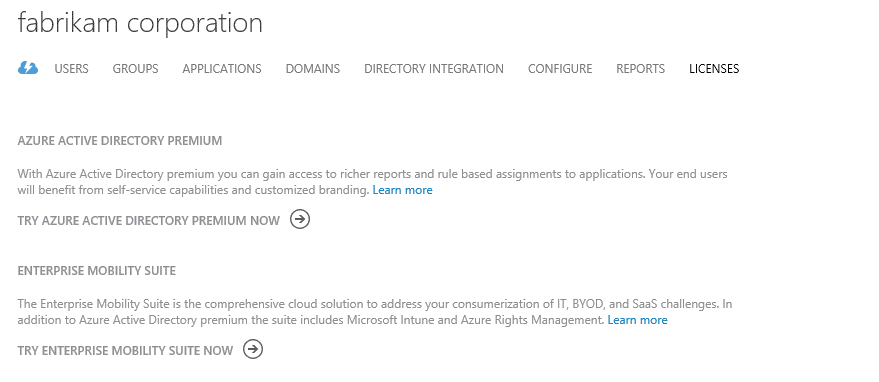 fabrikam corporation
USERS GROUPS APPLICATIONS DOMAINS DIRECTORY INTEGRATION CONFIGURE REPORTS LICENSES
AZURE ACTIVE DIRECTORY PREMIUM
With Azure Active Directory premium you can gain access to richer reports and rule based assignments to applications. Your end users
will benefit from self-service capabilities and customized branding. Learn more
TRY AZURE ACTIVE DIRECTORY PREMIUM NOW
ENTERPRISE MOBILITY SUITE
The Enterprise Mobility Suite is the comprehensive cloud solution to address your consumerization of IT, BYOD, and SaaS challenges. In
addition to Azure Active Directory premium the suite includes Microsoft Intune and Azure Rights Management. Learn more
TRY ENTERPRISE MOBILITY SUITE NOW